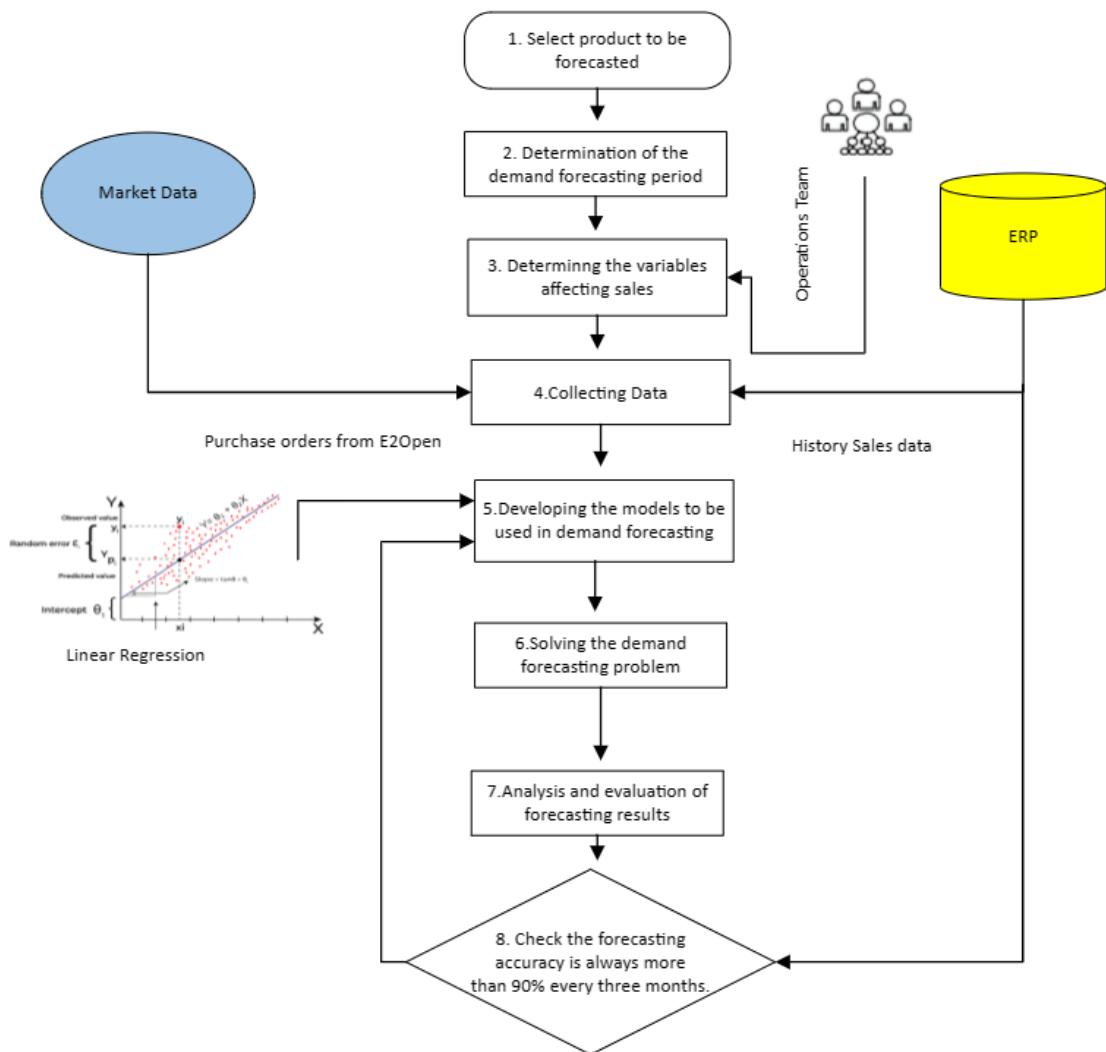 1. Select product to be
forecasted
2. Determination of the
demand forecasting period
Market Data
Operations Team
ERP
3. Determinng the variables
affecting sales
4.Collecting Data
Purchase orders from E2Open
History Sales data
5.Developing the models to be
used in demand forecasting
Y
Observed value
yᵢ
yᵢ
Random error
Predicted value
Intercept
xi
X
Linear Regression
6.Solving the demand
forecasting problem
7.Analysis and evaluation of
forecasting results
8. Check the forecasting
accuracy is always more
than 90% every three months.